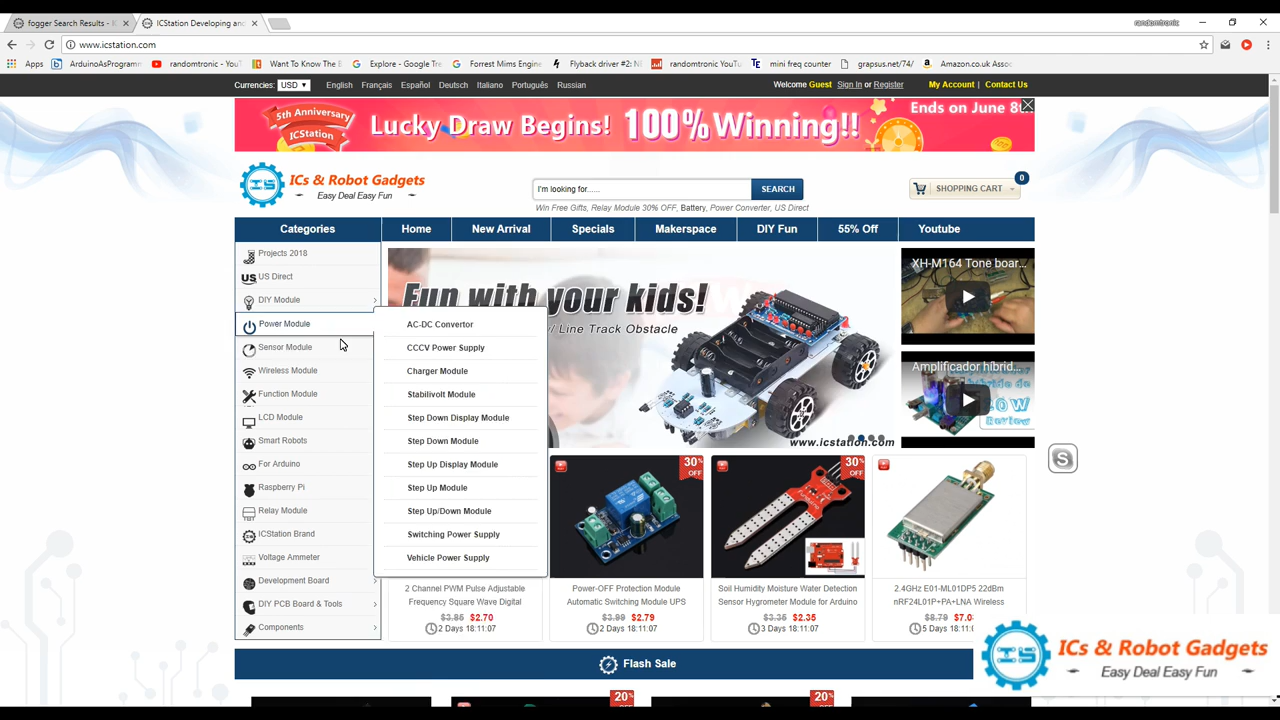 fogger Search Results - I
ICStation Developing and
randomtronic
www.icstation.com
Apps
ArduinoAsProgramm
randomtronic - YouT
Want To Know The E
Explore - Google Tre
Forrest Mims Engine
Flyback driver #2: NE
randomtronic YouTu
mini freq counter
grapsus.net/74/
Amazon.co.uk Assoc
Currencies: USD English Français Español Deutsch Italiano Português Russian
Welcome Guest Sign In or Register My Account | Contact Us
5th Anniversary
ICStation
Lucky Draw Begins! 100%Winning!!
Ends on June 8t
ICs & Robot Gadgets
Easy Deal Easy Fun
I'm looking for......
SEARCH
SHOPPING CART
0
Win Free Gifts, Relay Module 30% OFF, Battery, Power Converter, US Direct
Categories
Home
New Arrival
Specials
Makerspace
DIY Fun
55% Off
Youtube
Projects 2018
US US Direct
DIY Module
Power Module
Sensor Module
Wireless Module
Function Module
LCD Module
Smart Robots
For Arduino
Raspberry Pi
Relay Module
ICStation Brand
Voltage Ammeter
Development Board
DIY PCB Board & Tools
Components
AC-DC Convertor
CCCV Power Supply
Charger Module
Stabilivolt Module
Step Down Display Module
Step Down Module
Step Up Display Module
Step Up Module
Step Up/Down Module
Switching Power Supply
Vehicle Power Supply
Fun with your kids!
/ Line Track Obstacle
www.icstation.com
XH-M164 Tone boar...
Amplificador híbrid...
30%
OFF
30%
OFF
2 Channel PWM Pulse Adjustable
Frequency Square Wave Digital
$3.85 $2.70
2 Days 18:11:07
Power-OFF Protection Module
Automatic Switching Module UPS
$3.99 $2.79
2 Days 18:11:07
Soil Humidity Moisture Water Detection
Sensor Hygrometer Module for Arduino
$3.35 $2.35
3 Days 18:11:07
2.4GHz E01-ML01DP5 22dBm
nRF24L01P+PA+LNA Wireless
$8.79 $7.0
5 Days 18:11:0
Flash Sale
20%
20%
ICs & Robot Gadgets
Easy Deal Easy Fun